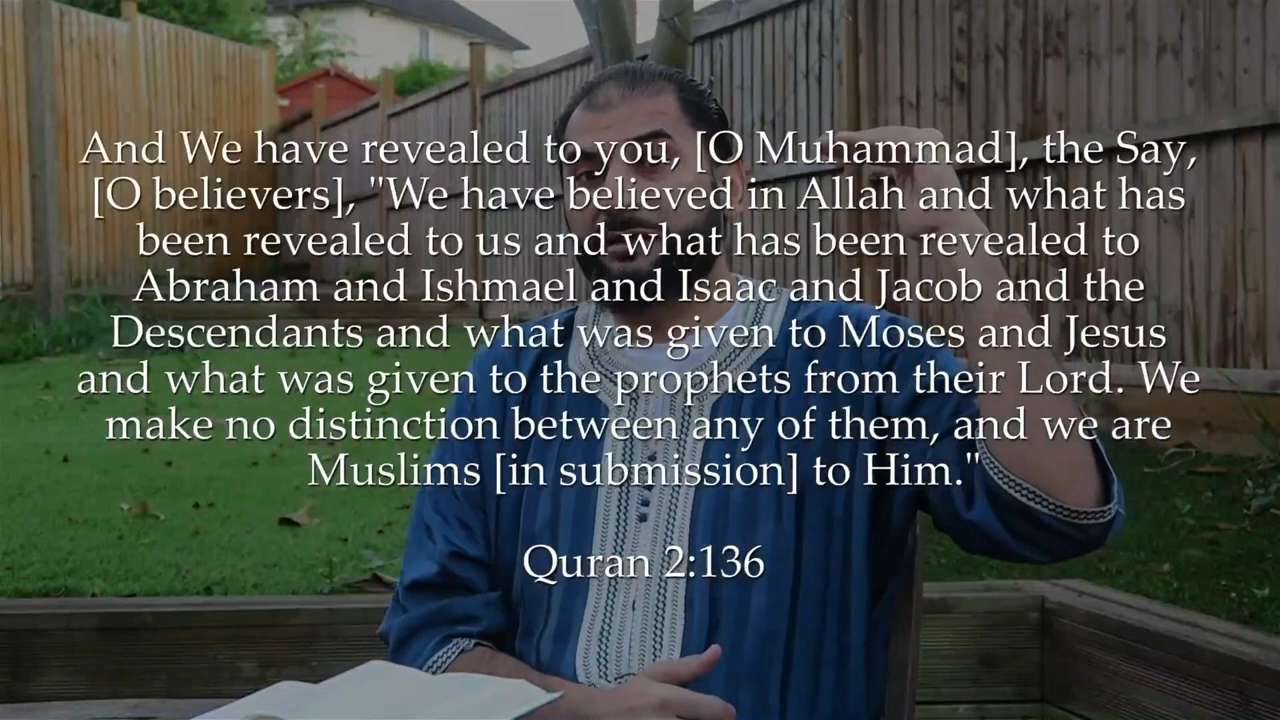 And We have revealed to you, [O Muhammad], the Say,
[O believers], "We have believed in Allah and what has
been revealed to us and what has been revealed to
Abraham and Ishmael and Isaac and Jacob and the
Descendants and what was given to Moses and Jesus
and what was given to the prophets from their Lord. We
make no distinction between any of them, and we are
Muslims [in submission] to Him."
Quran 2:136